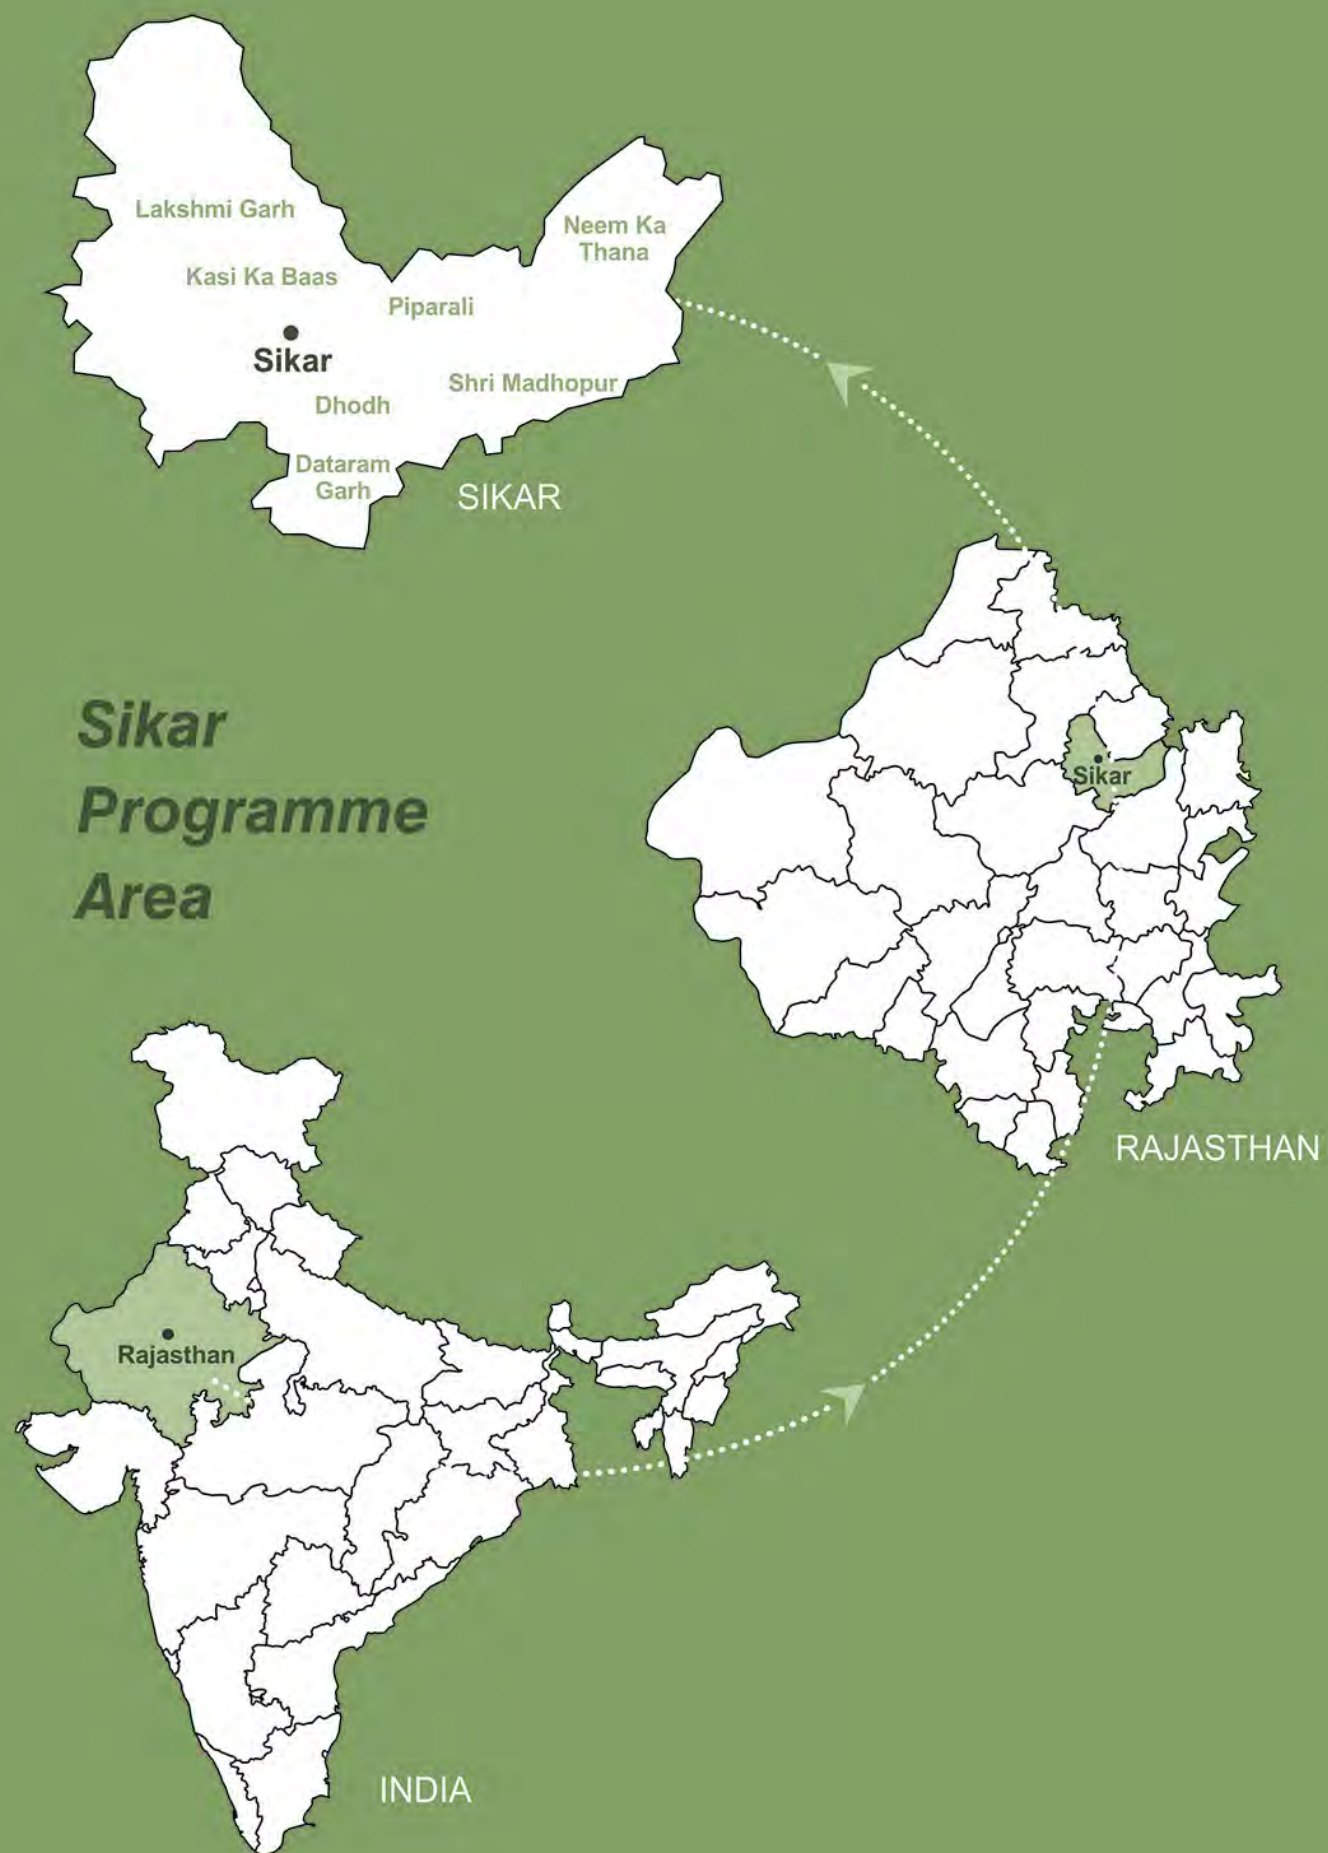 Lakshmi Garh
Neem Ka
Thana
Kasi Ka Baas
Piparali
Sikar
Shri Madhopur
Dhodh
Dataram
Garh
SIKAR
Sikar
Programme
Area
Sikar
RAJASTHAN
Rajasthan
INDIA